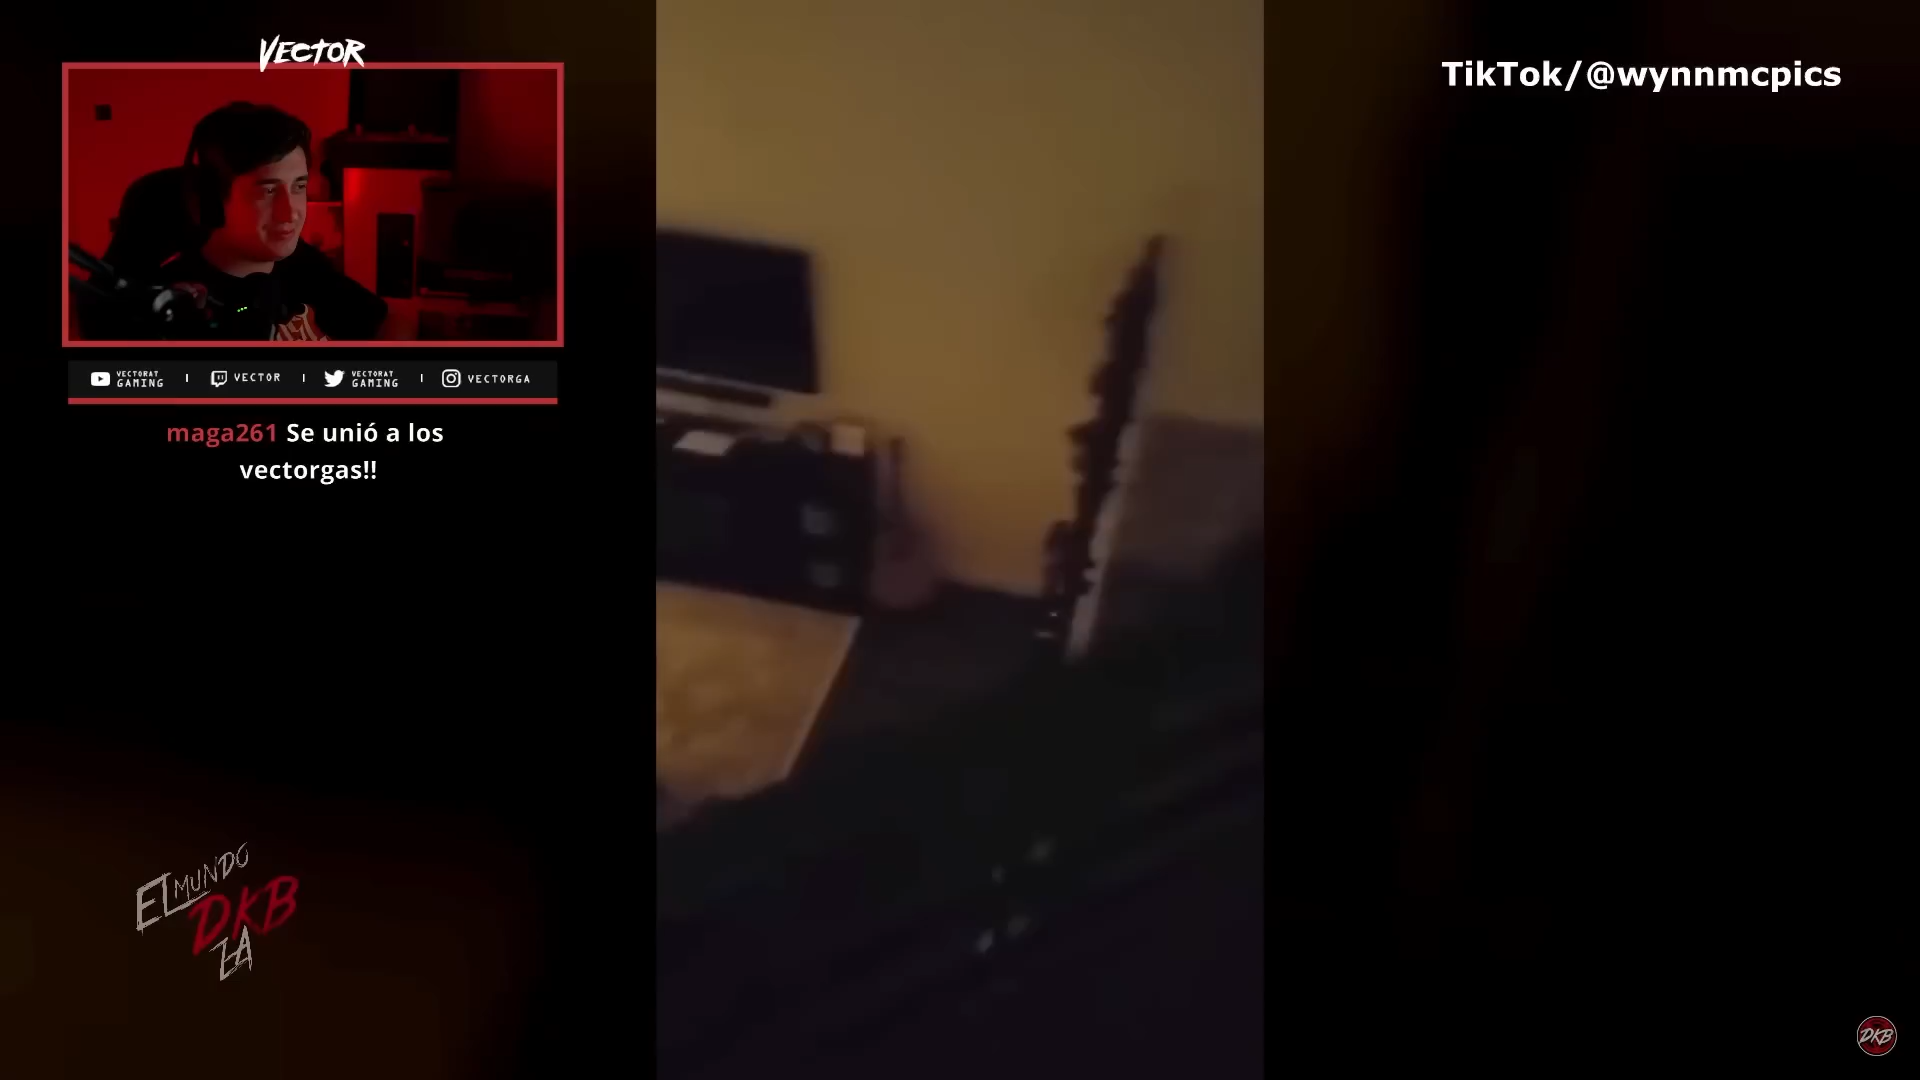 VECTOR
TikTok/@wynnmcpics
VECTORAT GAMING
VECTOR
VECTORAT GAMING
VECTORGA
maga261 Se unió a los
vectorgas!!
EL MUNDO
DKB
ZA
DKB